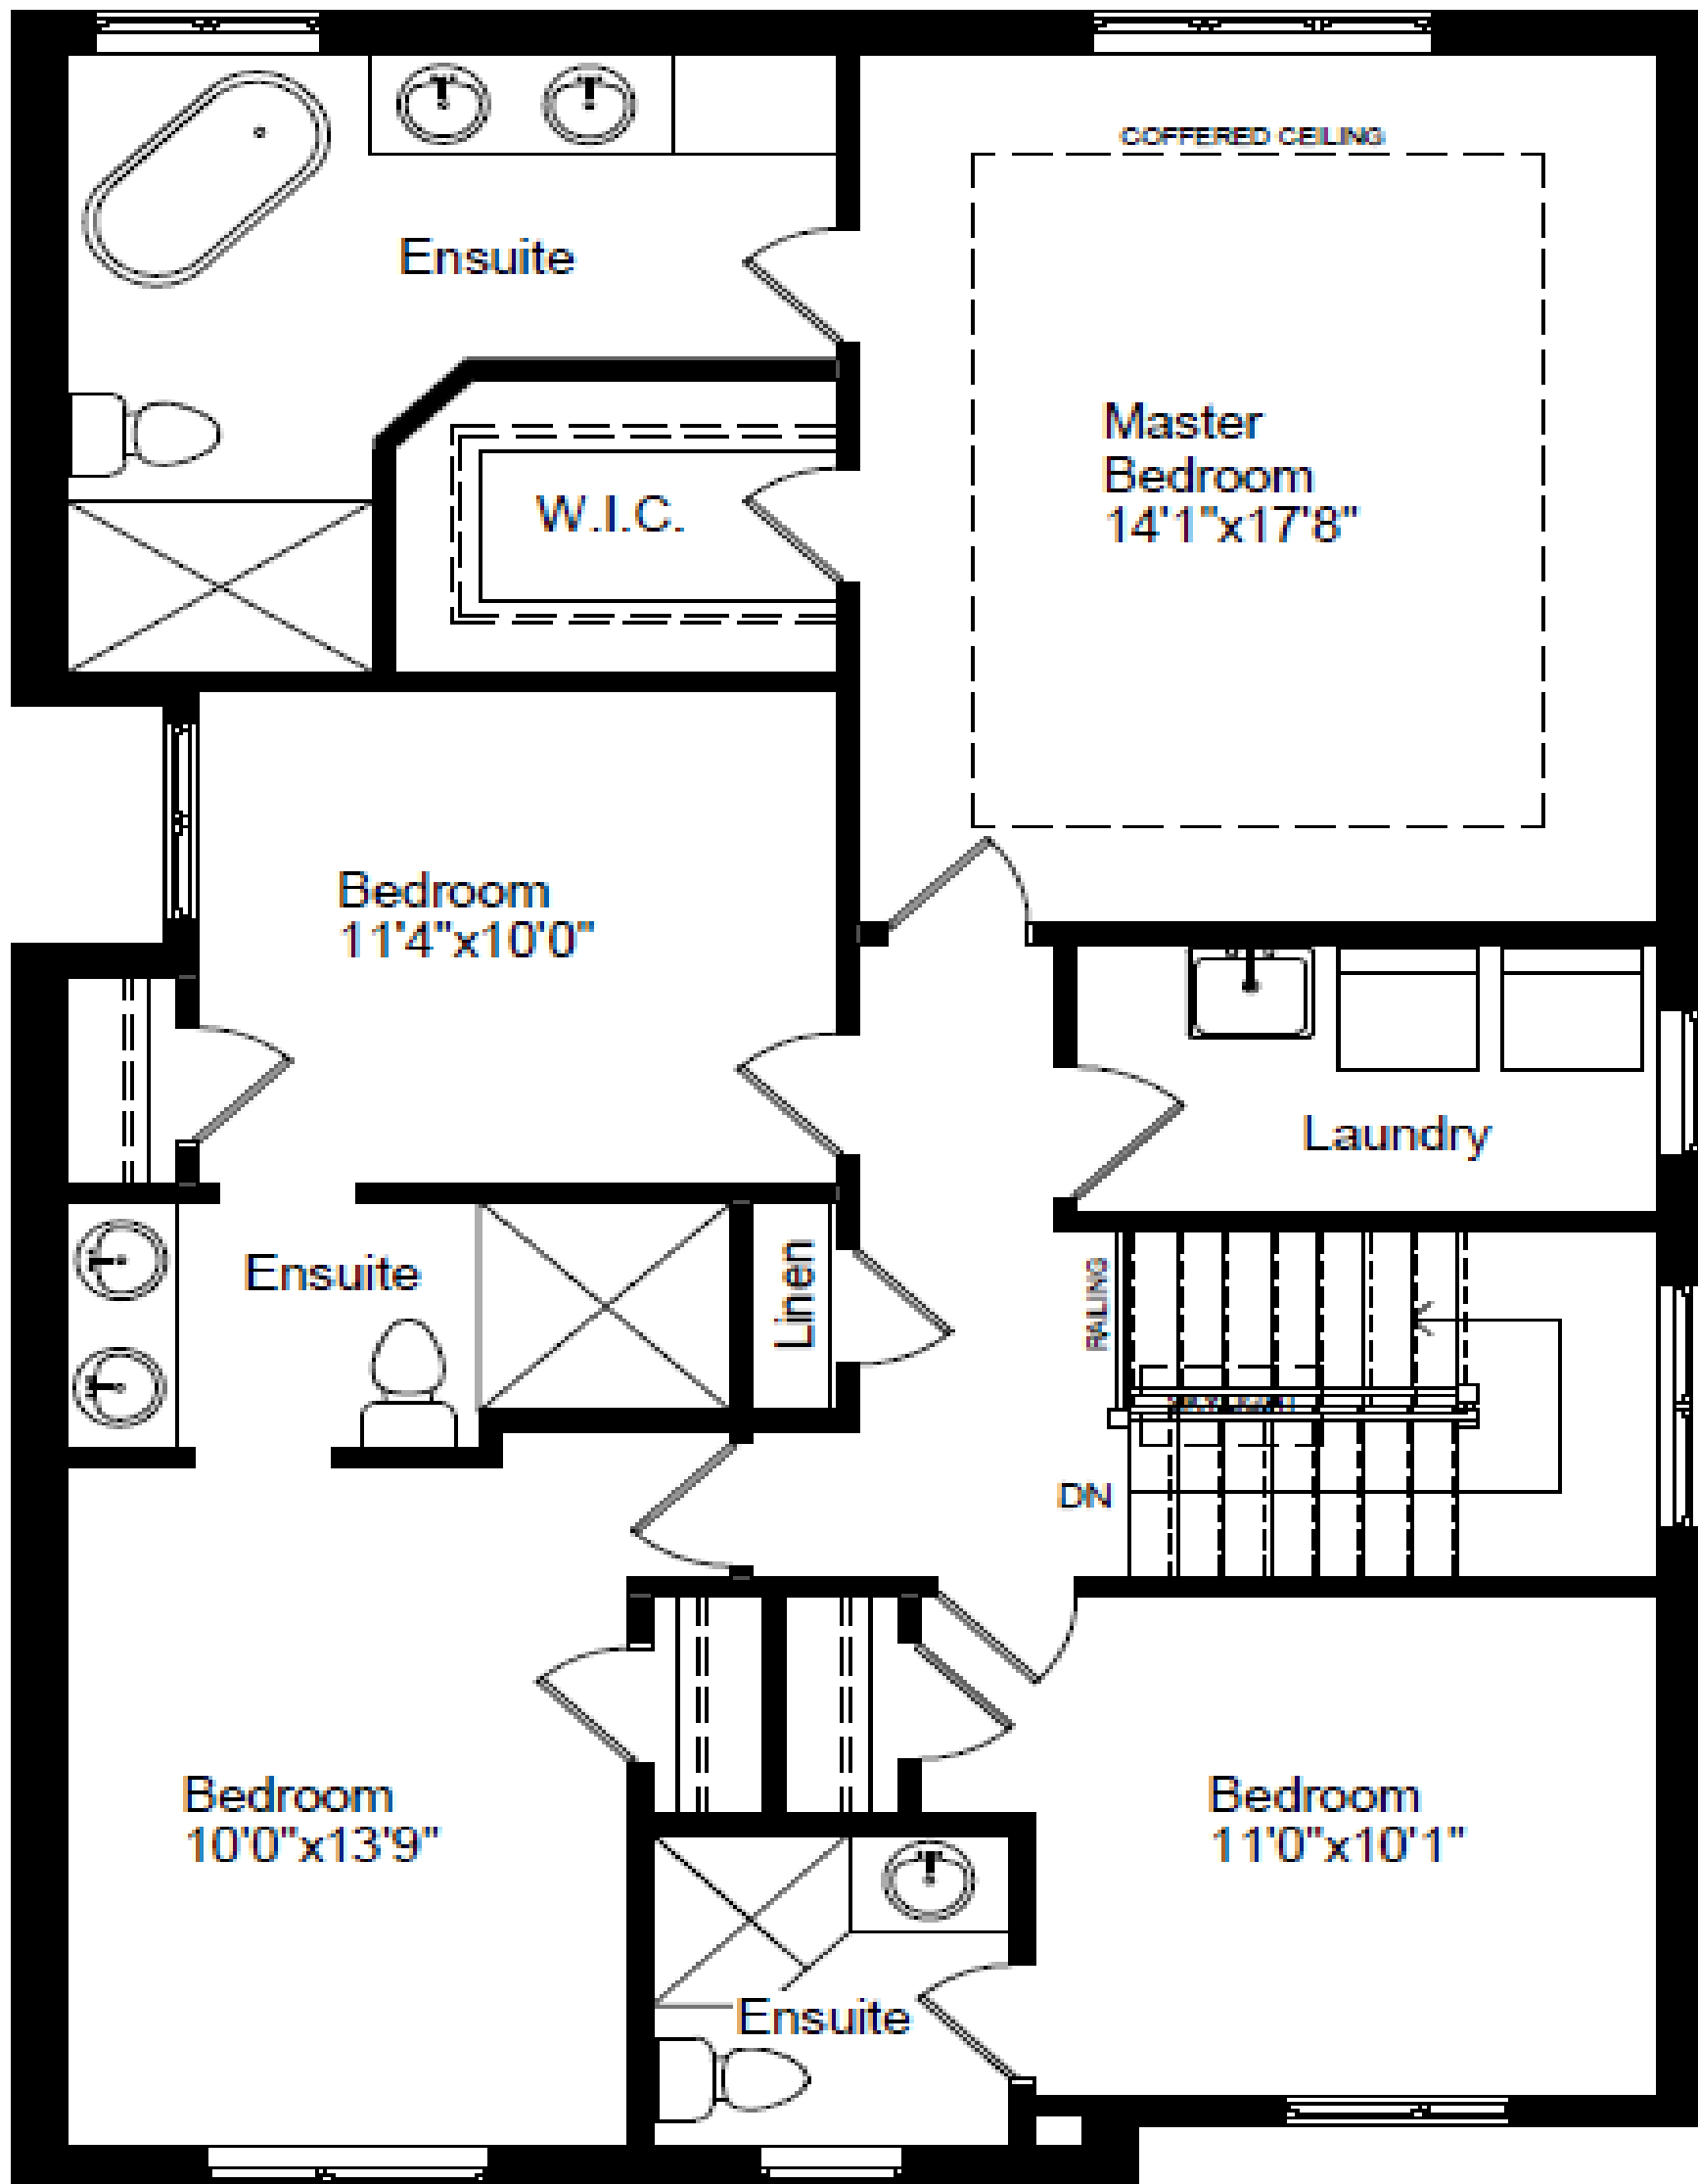 COFFERED CEILING
Ensuite
Master
Bedroom
14'1"x17'8"
W.I.C.
Bedroom
11'4"x10'0"
Laundry
Ensuite
Linen
RAILING
DN
Bedroom
10'0"x13'9"
Bedroom
11'0"x10'1"
Ensuite